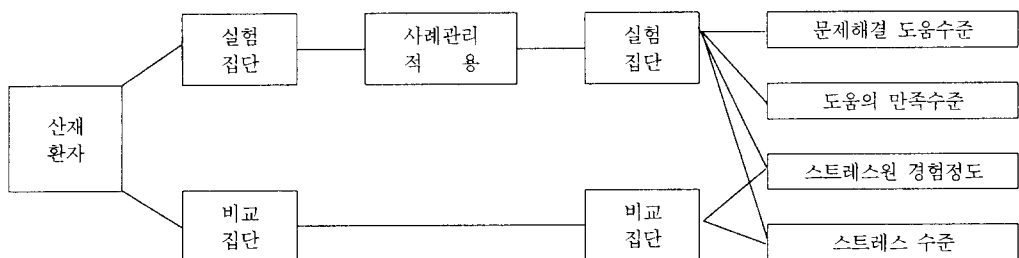 산재
환자
실험
집단
사례관리
적 용
실험
집단
비교
집단
비교
집단
문제해결 도움수준
도움의 만족수준
스트레스원 경험정도
스트레스 수준